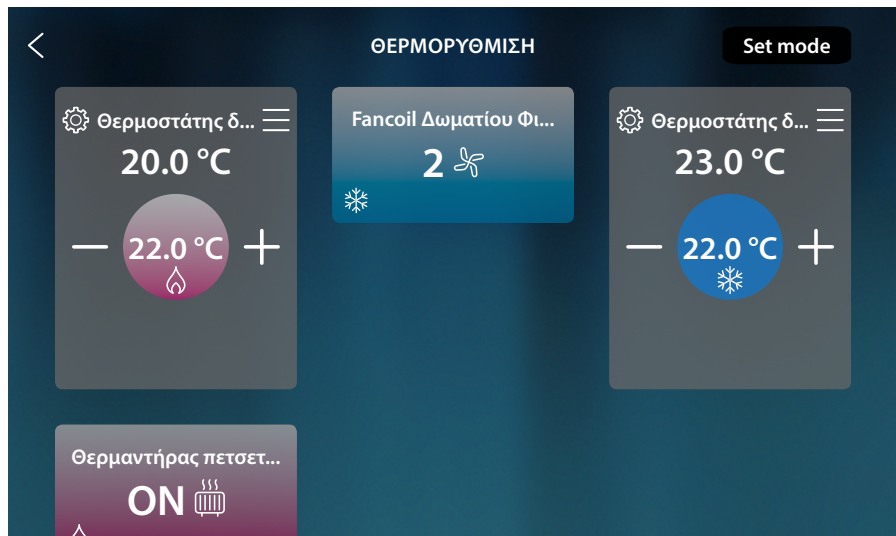 ΘΕΡΜΟΡΥΘΜΙΣΗ
Set mode
Θερμοστάτης δ...
20.0 °C
22.0 °C
Fancoil Δωματίου Φι...
2
Θερμοστάτης δ...
23.0 °C
22.0 °C
Θερμαντήρας πετσετ...
ON